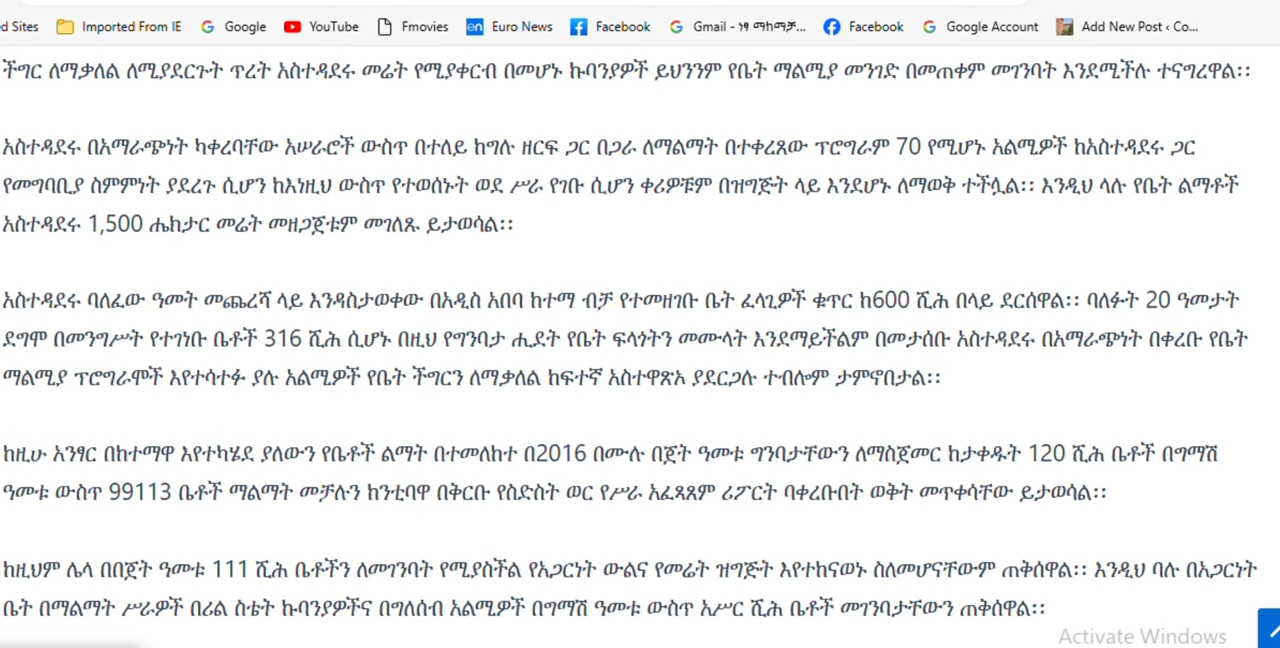 d Sites Imported From IE Google YouTube Fmovies Euro News Facebook Gmail - ነፃ ማከማቻ... Facebook Google Account Add New Post ‹ Co...
ችግር ለማቃለል ለሚያደርጉት ጥረት አስተዳደሩ መሬት የሚያቀርብ በመሆኑ ኩባንያዎች ይህንንም የቤት ማልሚያ መንገድ በመጠቀም መገንባት እንደሚችሉ ተናግረዋል፡፡
አስተዳደሩ በአማራጭነት ካቀረባቸው አሠራሮች ውስጥ በተለይ ከግሉ ዘርፍ ጋር በጋራ ለማልማት በተቀረጸው ፕሮግራም 70 የሚሆኑ አልሚዎች ከአስተዳደሩ ጋር
የመግባቢያ ስምምነት ያደረጉ ሲሆን ከእነዚህ ውስጥ የተወሰኑት ወደ ሥራ የገቡ ሲሆን ቀሪዎቹም በዝግጅት ላይ እንደሆኑ ለማወቅ ተችሏል፡፡ እንዲህ ላሉ የቤት ልማቶች
አስተዳደሩ 1,500 ሔክታር መሬት መዘጋጀቱም መገለጹ ይታወሳል፡፡
አስተዳደሩ ባለፈው ዓመት መጨረሻ ላይ እንዳስታወቀው በአዲስ አበባ ከተማ ብቻ የተመዘገቡ ቤት ፈላጊዎች ቁጥር ከ600 ሺሕ በላይ ደርሰዋል፡፡ ባለፉት 20 ዓመታት
ደግሞ በመንግሥት የተገነቡ ቤቶች 316 ሺሕ ሲሆኑ በዚህ የግንባታ ሒደት የቤት ፍላጎትን መሙላት እንደማይችልም በመታሰቡ አስተዳደሩ በአማራጭነት በቀረቡ የቤት
ማልሚያ ፕሮግራሞች እየተሳተፉ ያሉ አልሚዎች የቤት ችግርን ለማቃለል ከፍተኛ አስተዋጽኦ ያደርጋሉ ተብሎም ታምኖበታል፡፡
ከዚሁ አንፃር በከተማዋ እየተካሄደ ያለውን የቤቶች ልማት በተመለከተ በ2016 በሙሉ በጀት ዓመቱ ግንባታቸውን ለማስጀመር ከታቀዱት 120 ሺሕ ቤቶች በግማሽ
ዓመቱ ውስጥ 99113 ቤቶች ማልማት መቻሉን ከንቲባዋ በቅርቡ የስድስት ወር የሥራ አፈጻጸም ሪፖርት ባቀረቡበት ወቅት መጥቀሳቸው ይታወሳል፡፡
ከዚህም ሌላ በበጀት ዓመቱ 111 ሺሕ ቤቶችን ለመገንባት የሚያስችል የአጋርነት ውልና የመሬት ዝግጅት እየተከናወኑ ስለመሆናቸውም ጠቅሰዋል፡፡ እንዲህ ባሉ በአጋርነት
ቤት በማልማት ሥራዎች በሪል ስቴት ኩባንያዎችና በግለሰብ አልሚዎች በግማሽ ዓመቱ ውስጥ አሥር ሺሕ ቤቶች መገንባታቸውን ጠቅሰዋል፡፡
Activate Windows